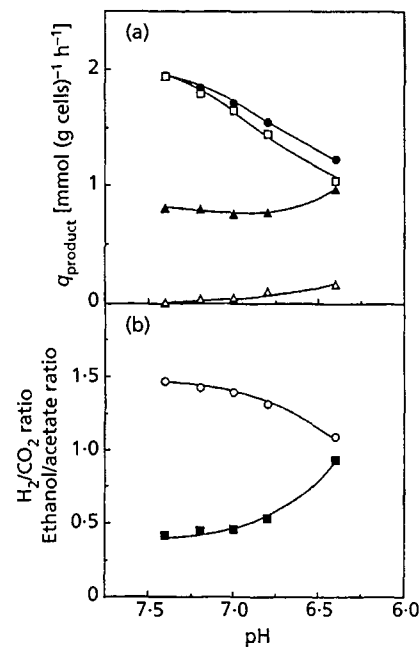 (a)
2
1
0
q_product [mmol (g cells)⁻¹ h⁻¹]
(b)
1·5
1·0
0·5
0
H₂/CO₂ ratio
Ethanol/acetate ratio
7·5 7·0 6·5 6·0
pH